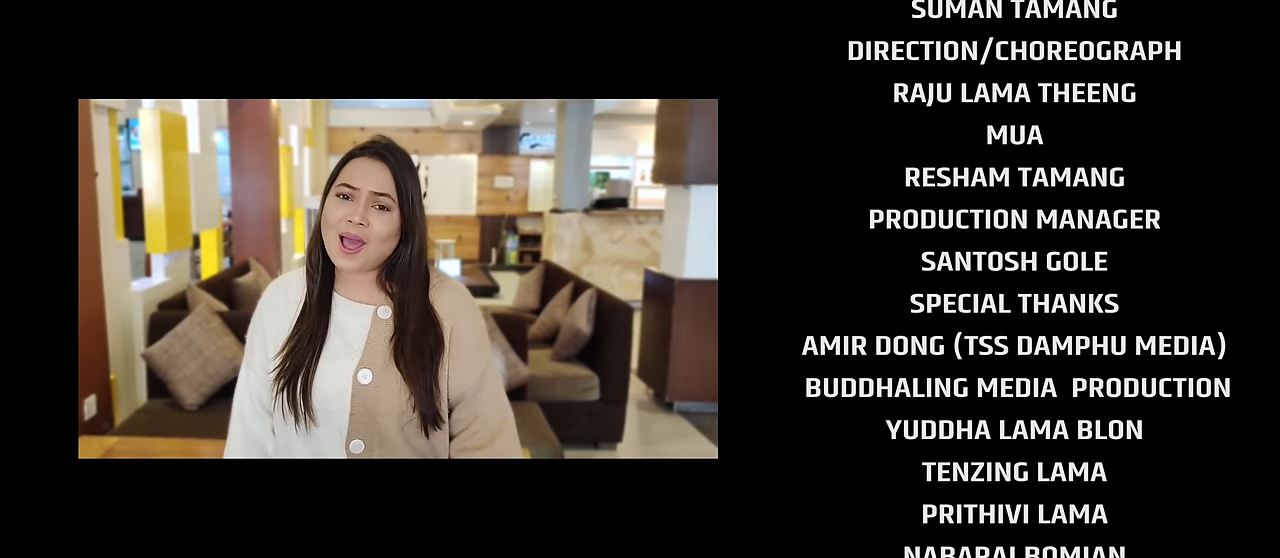 SUMAN TAMANG
DIRECTION/CHOREOGRAPH
RAJU LAMA THEENG
MUA
RESHAM TAMANG
PRODUCTION MANAGER
SANTOSH GOLE
SPECIAL THANKS
AMIR DONG (TSS DAMPHU MEDIA)
BUDDHALING MEDIA PRODUCTION
YUDDHA LAMA BLON
TENZING LAMA
PRITHIVI LAMA